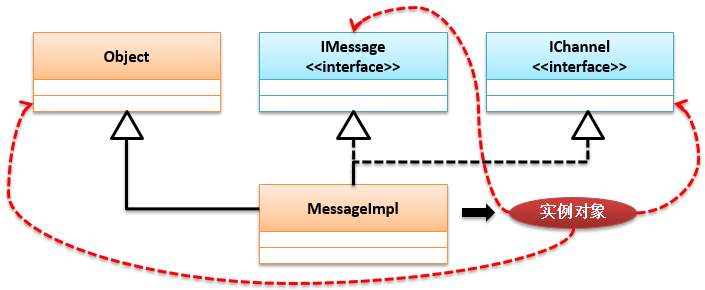 Object
IMessage
<<interface>>
IChannel
<<interface>>
MessageImpl
实例对象